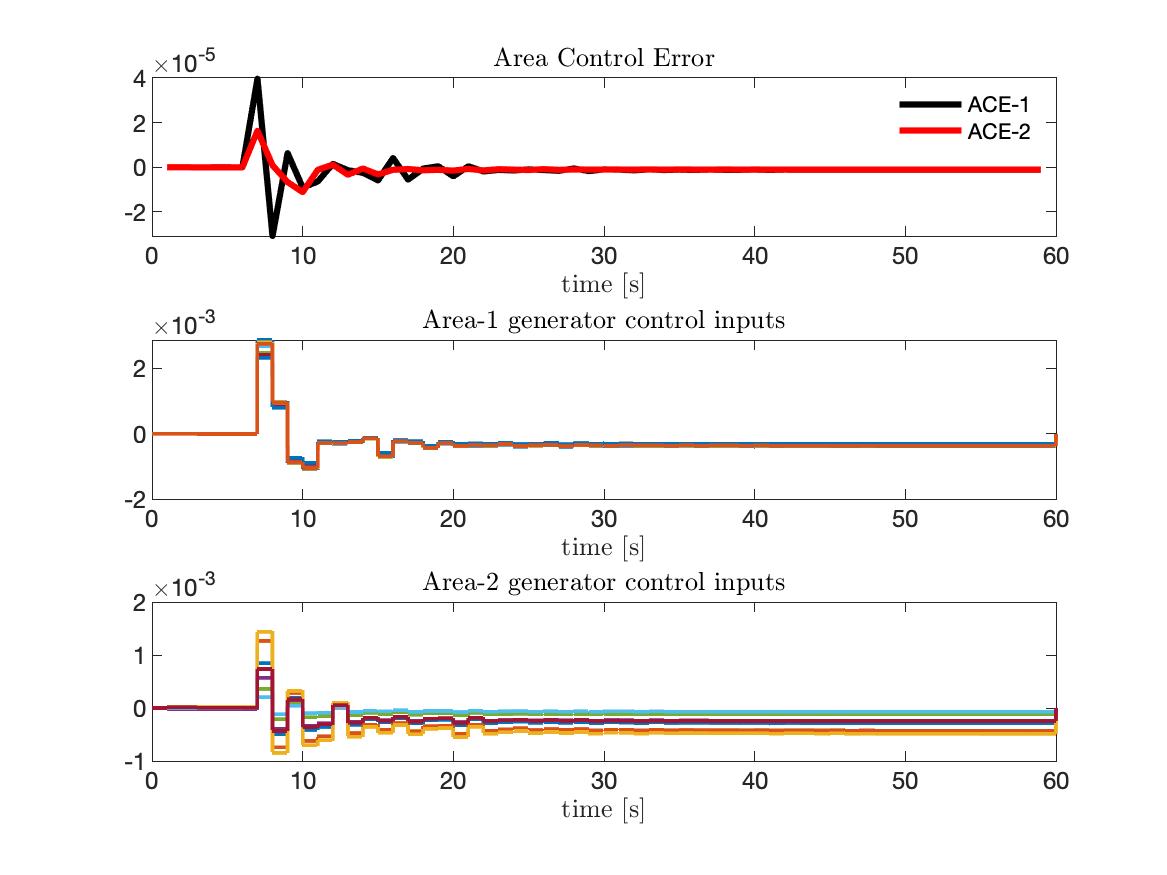 Area Control Error
×10-5
4
2
0
-2
ACE-1
ACE-2
0 10 20 30 40 50 60
time [s]
Area-1 generator control inputs
×10-3
2
0
-2
0 10 20 30 40 50 60
time [s]
Area-2 generator control inputs
×10-3
2
1
0
-1
0 10 20 30 40 50 60
time [s]